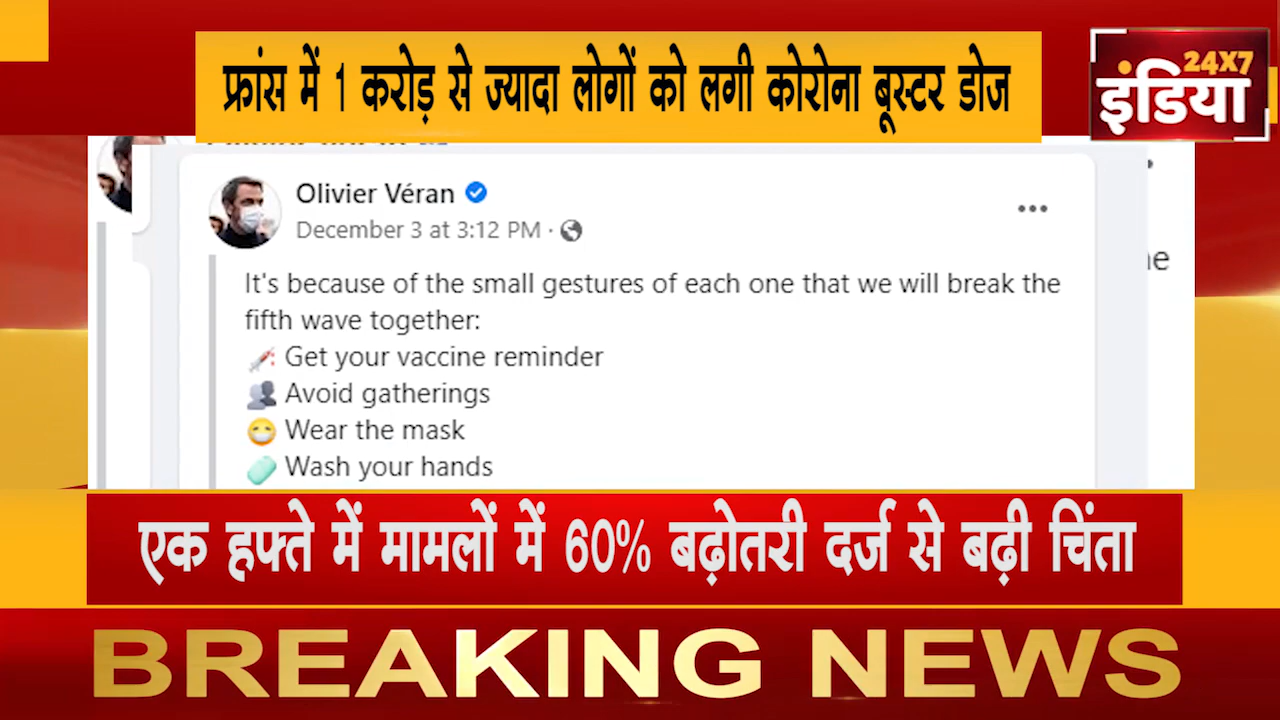 फ्रांस में 1 करोड़ से ज्यादा लोगों को लगी कोरोना बूस्टर डोज
24X7
इंडिया
Olivier Véran
December 3 at 3:12 PM ·
It's because of the small gestures of each one that we will break the
fifth wave together:
Get your vaccine reminder
Avoid gatherings
Wear the mask
Wash your hands
एक हफ्ते में मामलों में 60% बढ़ोतरी दर्ज से बढ़ी चिंता
BREAKING NEWS